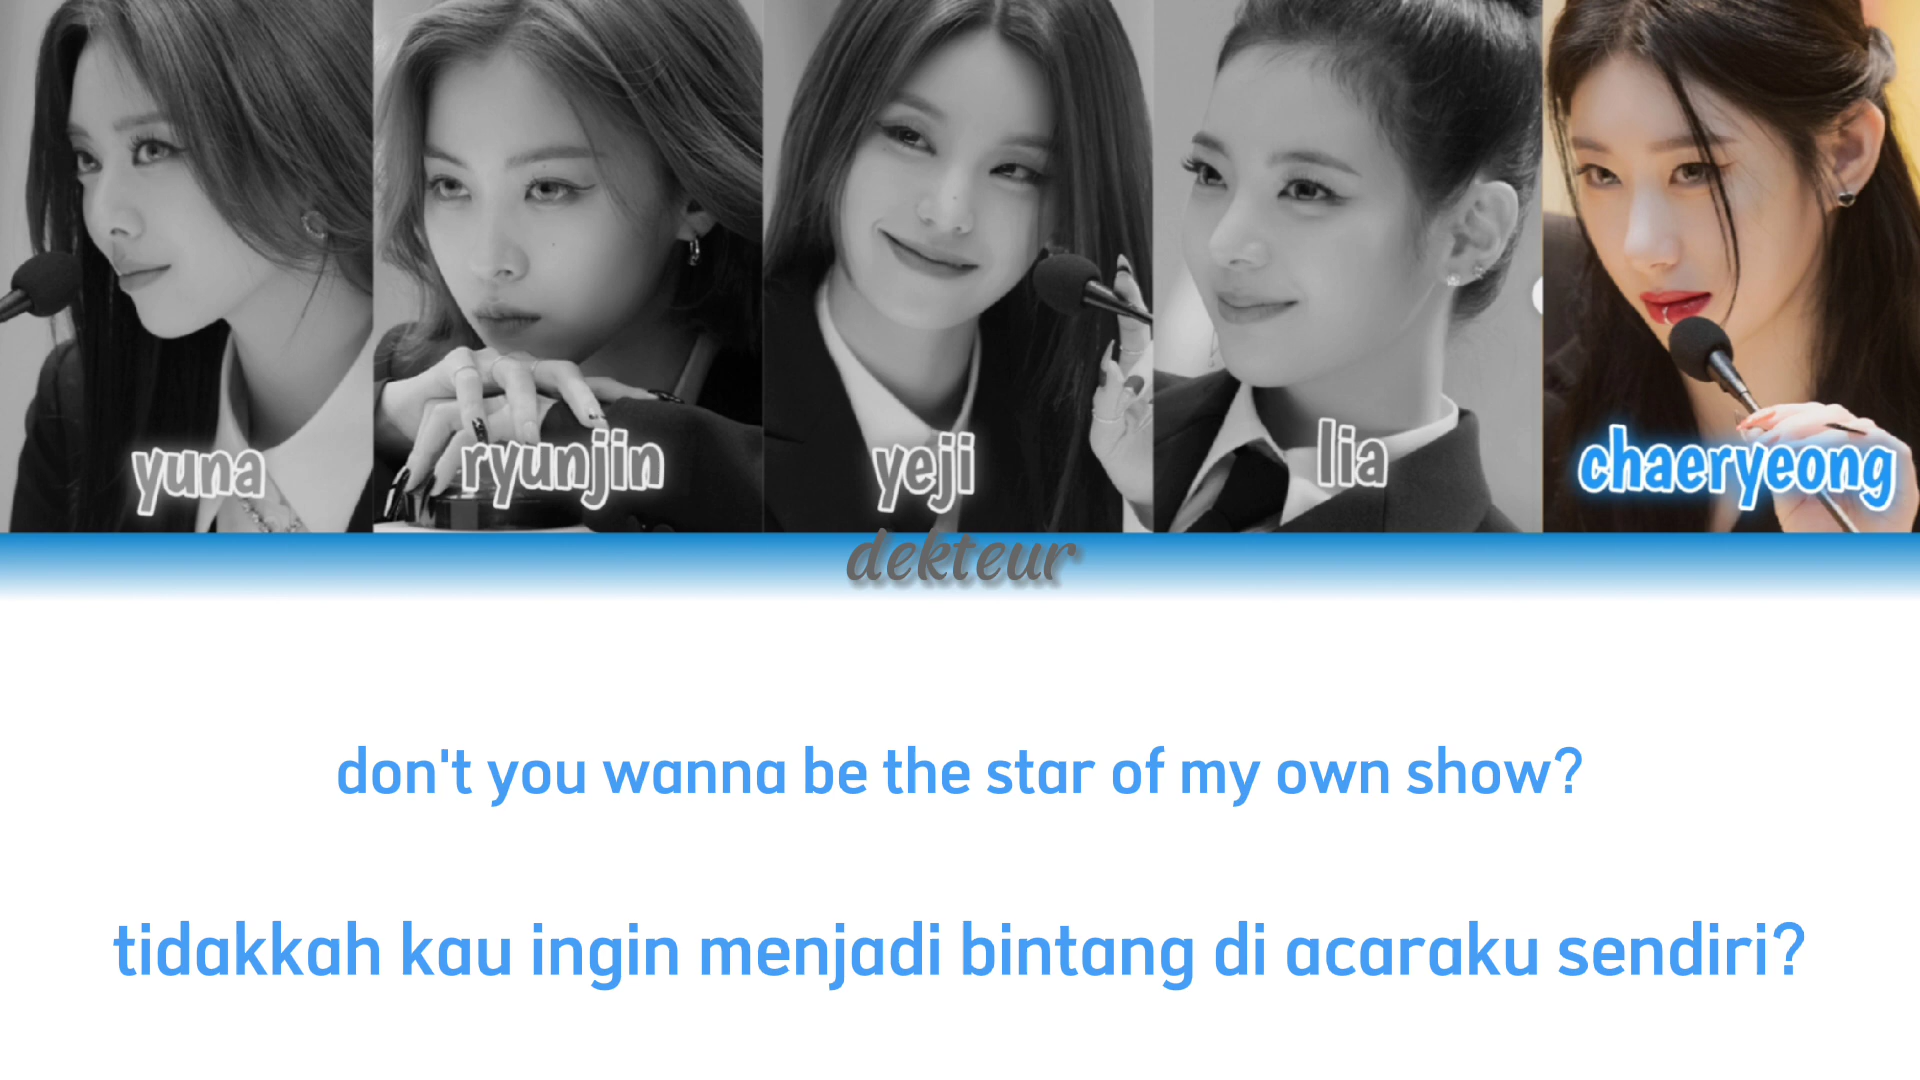 yuna
ryunjin
yeji
lia
chaeryeong
dekteur
don't you wanna be the star of my own show?
tidakkah kau ingin menjadi bintang di acaraku sendiri?